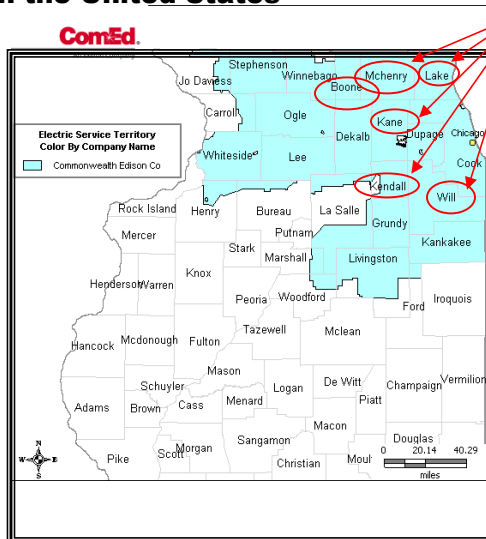 in the United States
ComEd.
Stephenson
Winnebago
Mchenry
Lake
Jo Daviess
Boone
Carroll
Ogle
Kane
Electric Service Territory
Color By Company Name
Commonwealth Edison Co
Dekalb
Dupage
Chicago
Whiteside
Lee
Cook
Kendall
Will
Rock Island
Henry
Bureau
La Salle
Grundy
Mercer
Putnam
Kankakee
Stark
Marshall
Livingston
Knox
Henderson
Warren
Peoria
Woodford
Ford
Iroquois
Tazewell
Mclean
Hancock
Mcdonough
Fulton
Mason
Schuyler
Logan
De Witt
Champaign
Vermilion
Adams
Brown
Cass
Menard
Piatt
Macon
Sangamon
Douglas
Morgan
Scott
Pike
Christian
Moul
N
W
E
S
0 20.14 40.29
miles